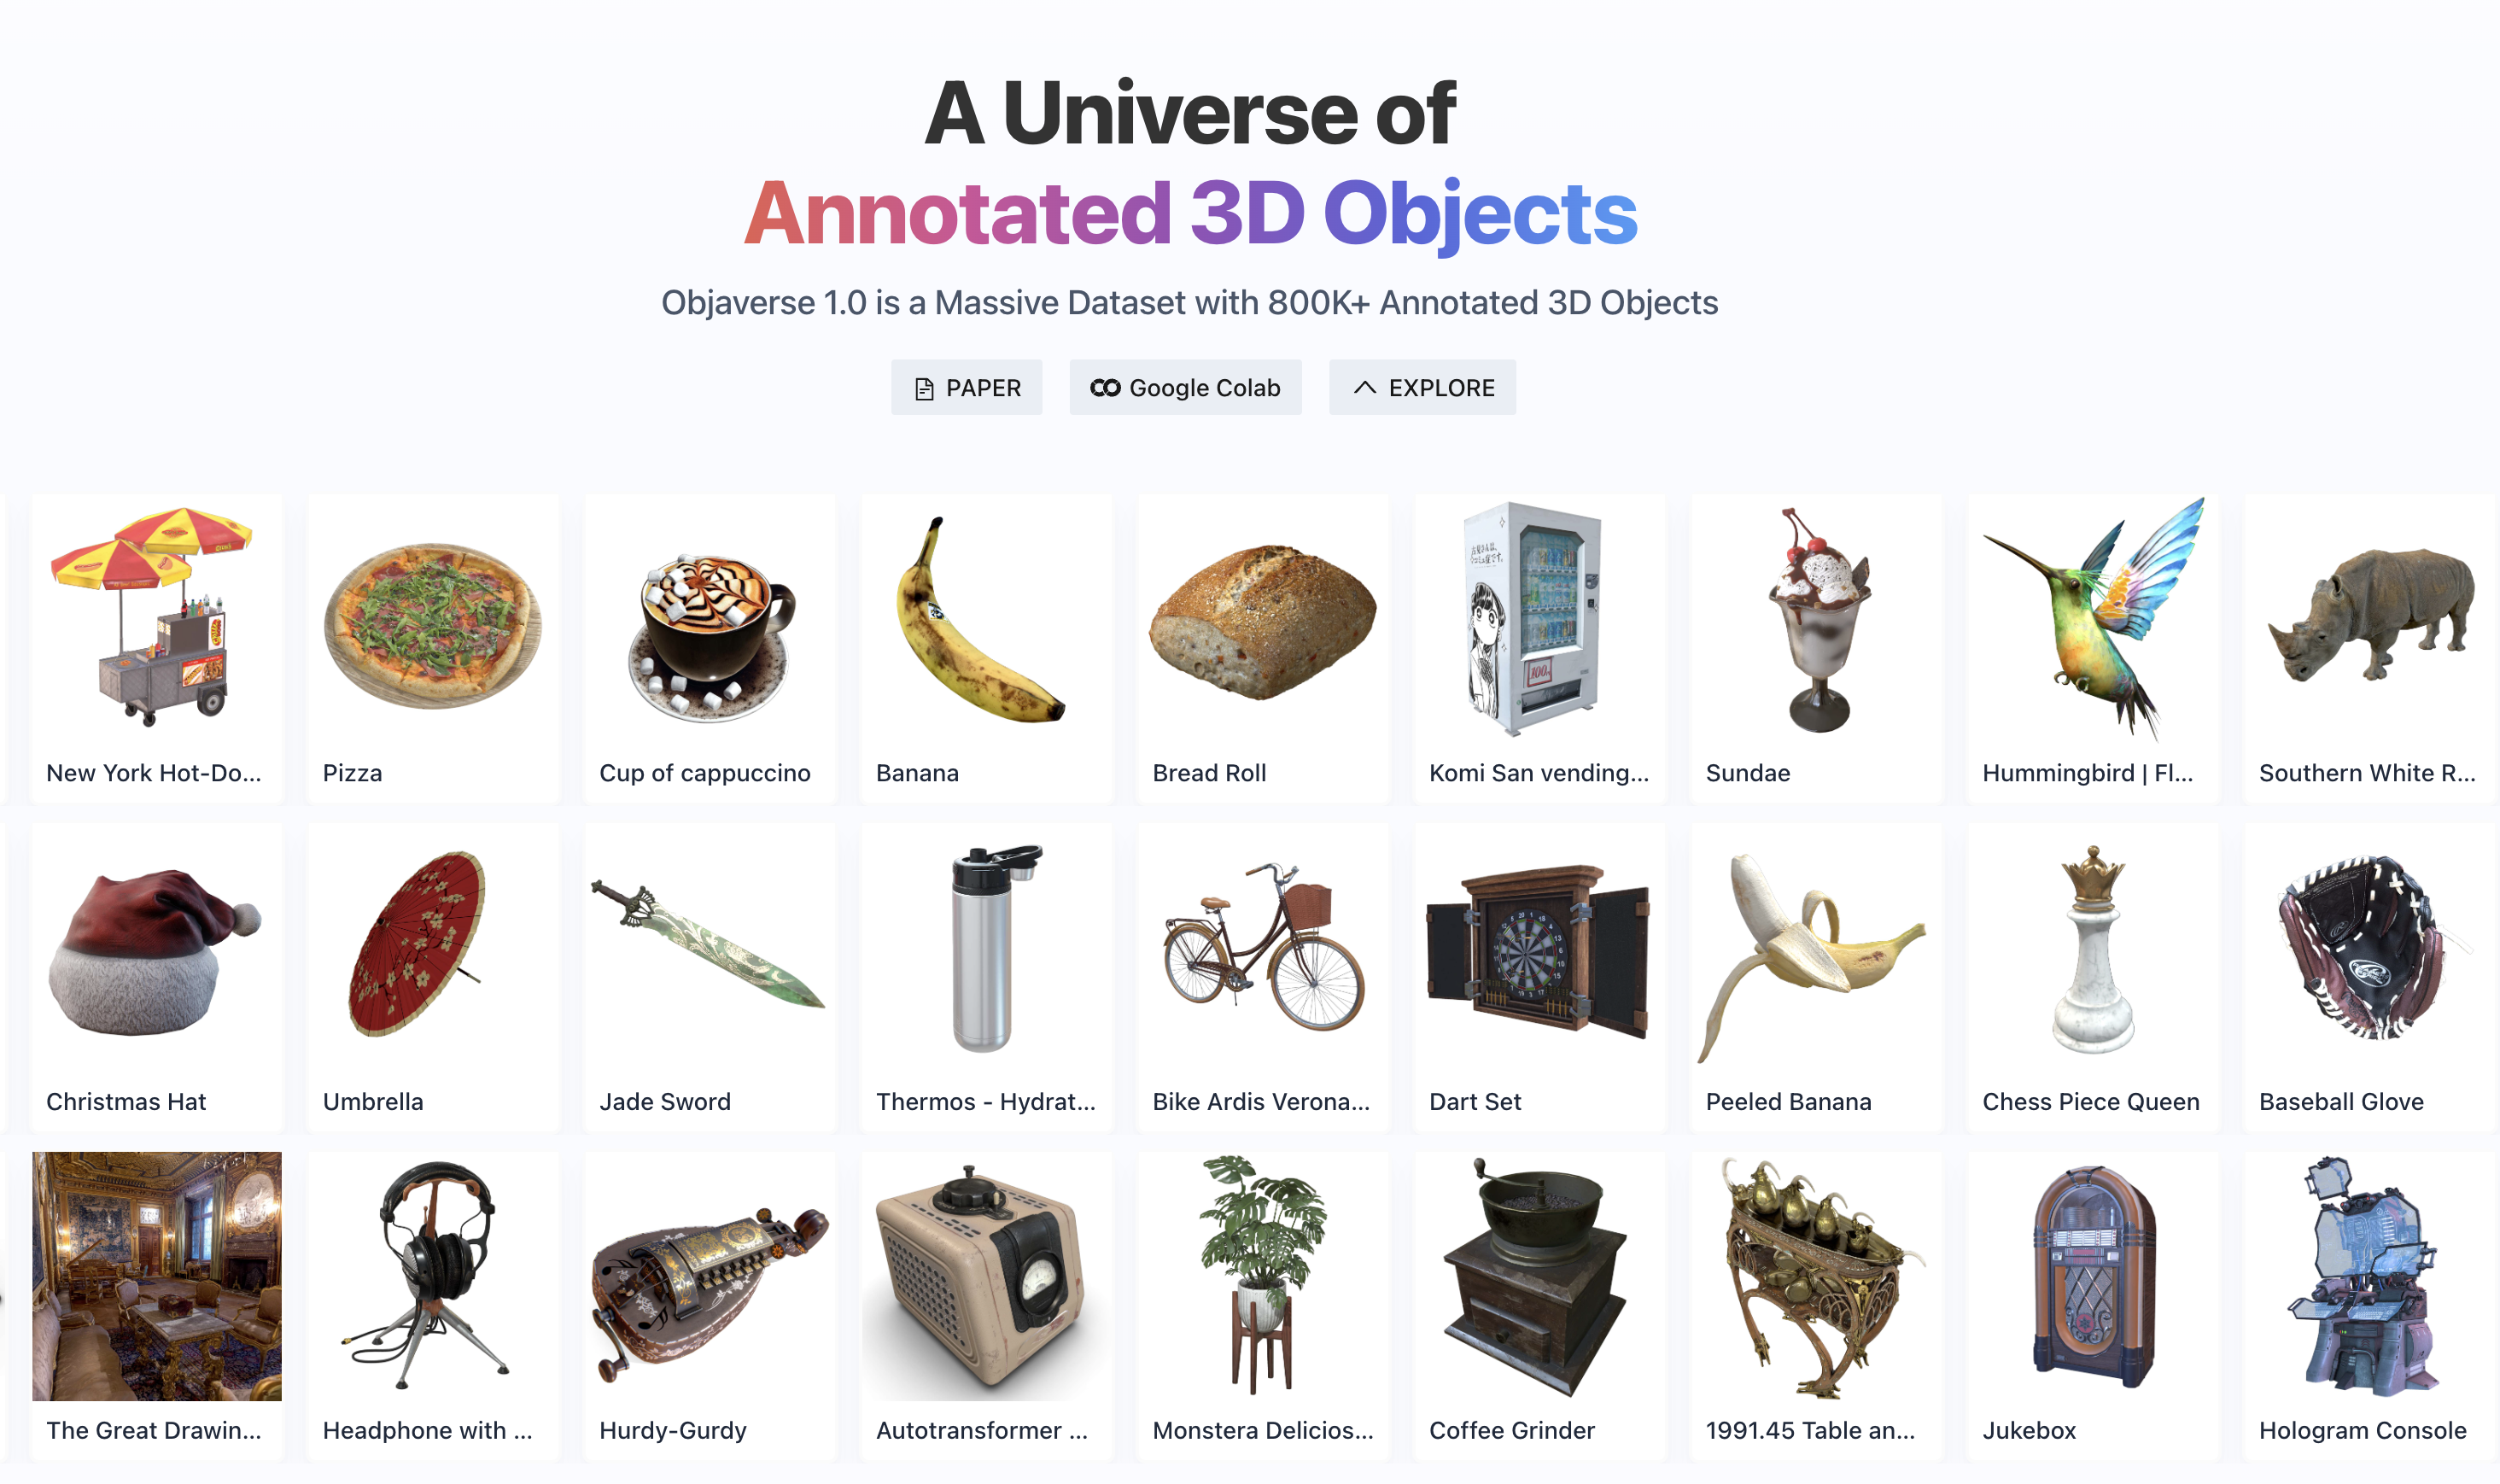 A Universe of
Annotated 3D Objects
Objaverse 1.0 is a Massive Dataset with 800K+ Annotated 3D Objects
PAPER
Google Colab
EXPLORE
New York Hot-Do...
Pizza
Cup of cappuccino
Banana
Bread Roll
100
Komi San vending...
Sundae
Hummingbird | Fl...
Southern White R...
Christmas Hat
Umbrella
Jade Sword
Thermos - Hydrat...
Bike Ardis Verona...
Dart Set
Peeled Banana
Chess Piece Queen
Baseball Glove
The Great Drawin...
Headphone with ...
Hurdy-Gurdy
Autotransformer ...
Monstera Delicios...
Coffee Grinder
1991.45 Table an...
Jukebox
Hologram Console